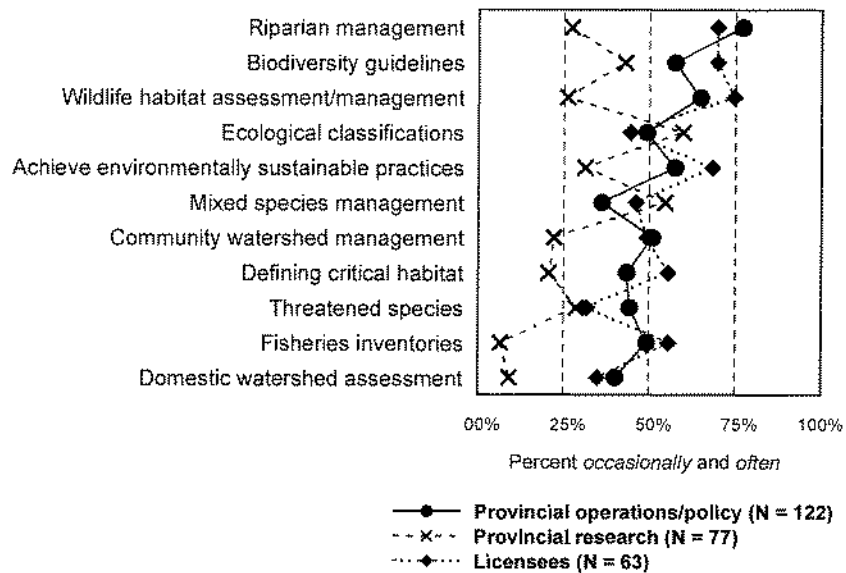 Riparian management
Biodiversity guidelines
Wildlife habitat assessment/management
Ecological classifications
Achieve environmentally sustainable practices
Mixed species management
Community watershed management
Defining critical habitat
Threatened species
Fisheries inventories
Domestic watershed assessment
00% 25% 50% 75% 100%
Percent occasionally and often
Provincial operations/policy (N = 122)
Provincial research (N = 77)
Licensees (N = 63)